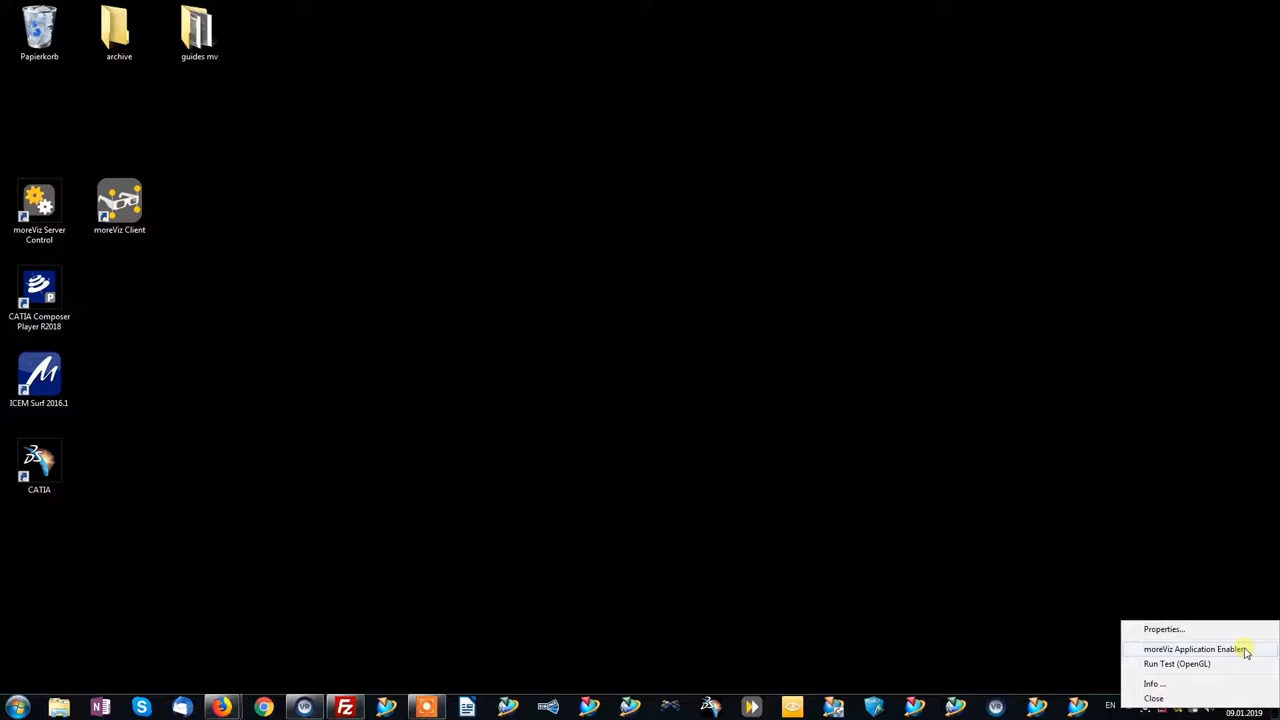 Papierkorb
archive
guides mv
moreViz Server
Control
moreViz Client
CATIA Composer
Player R2018
ICEM Surf 2016.1
CATIA
Properties...
moreViz Application Enabler
Run Test (OpenGL)
Info ...
Close
EN
09.01.2019